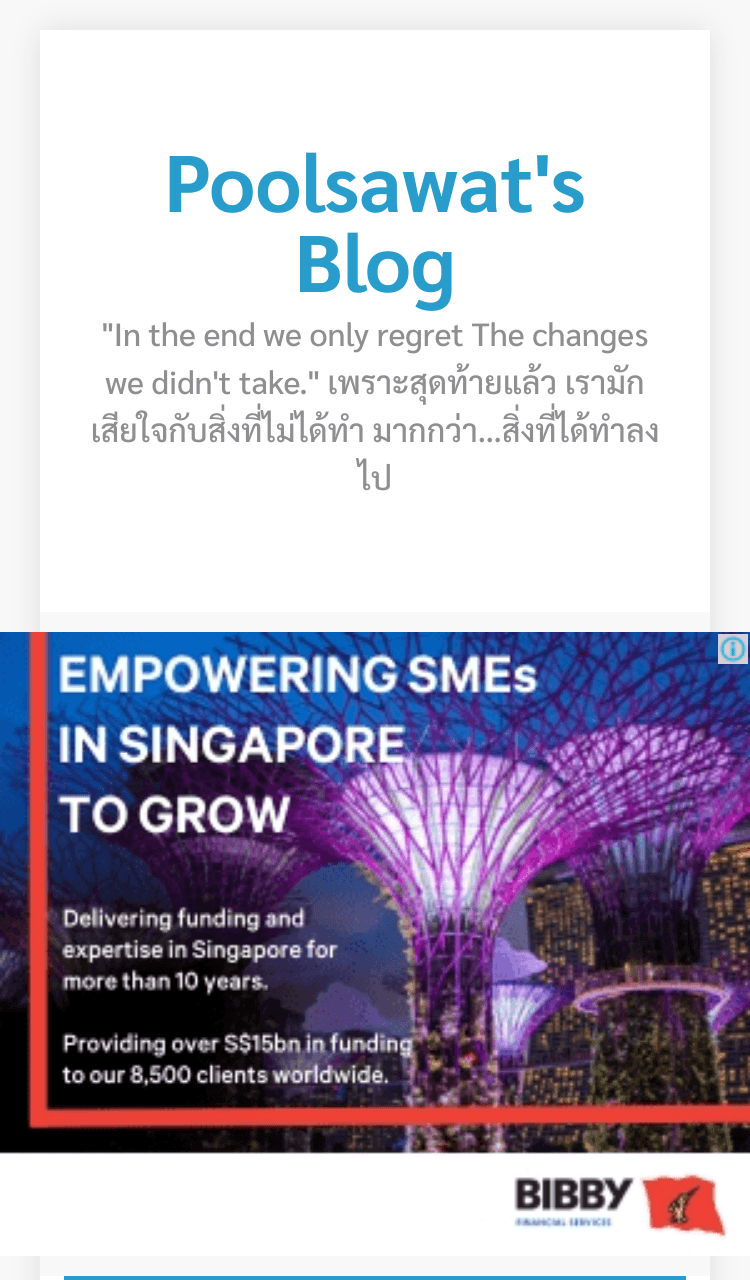 Poolsawat's
Blog
"In the end we only regret The changes
we didn't take." เพราะสุดท้ายแล้ว เรามัก
เสียใจกับสิ่งที่ไม่ได้ทำ มากกว่า...สิ่งที่ได้ทำลง
ไป
EMPOWERING SMEs
IN SINGAPORE
TO GROW
Delivering funding and
expertise in Singapore for
more than 10 years.
Providing over S$15bn in funding
to our 8,500 clients worldwide.
BIBBY
FINANCIAL SERVICES